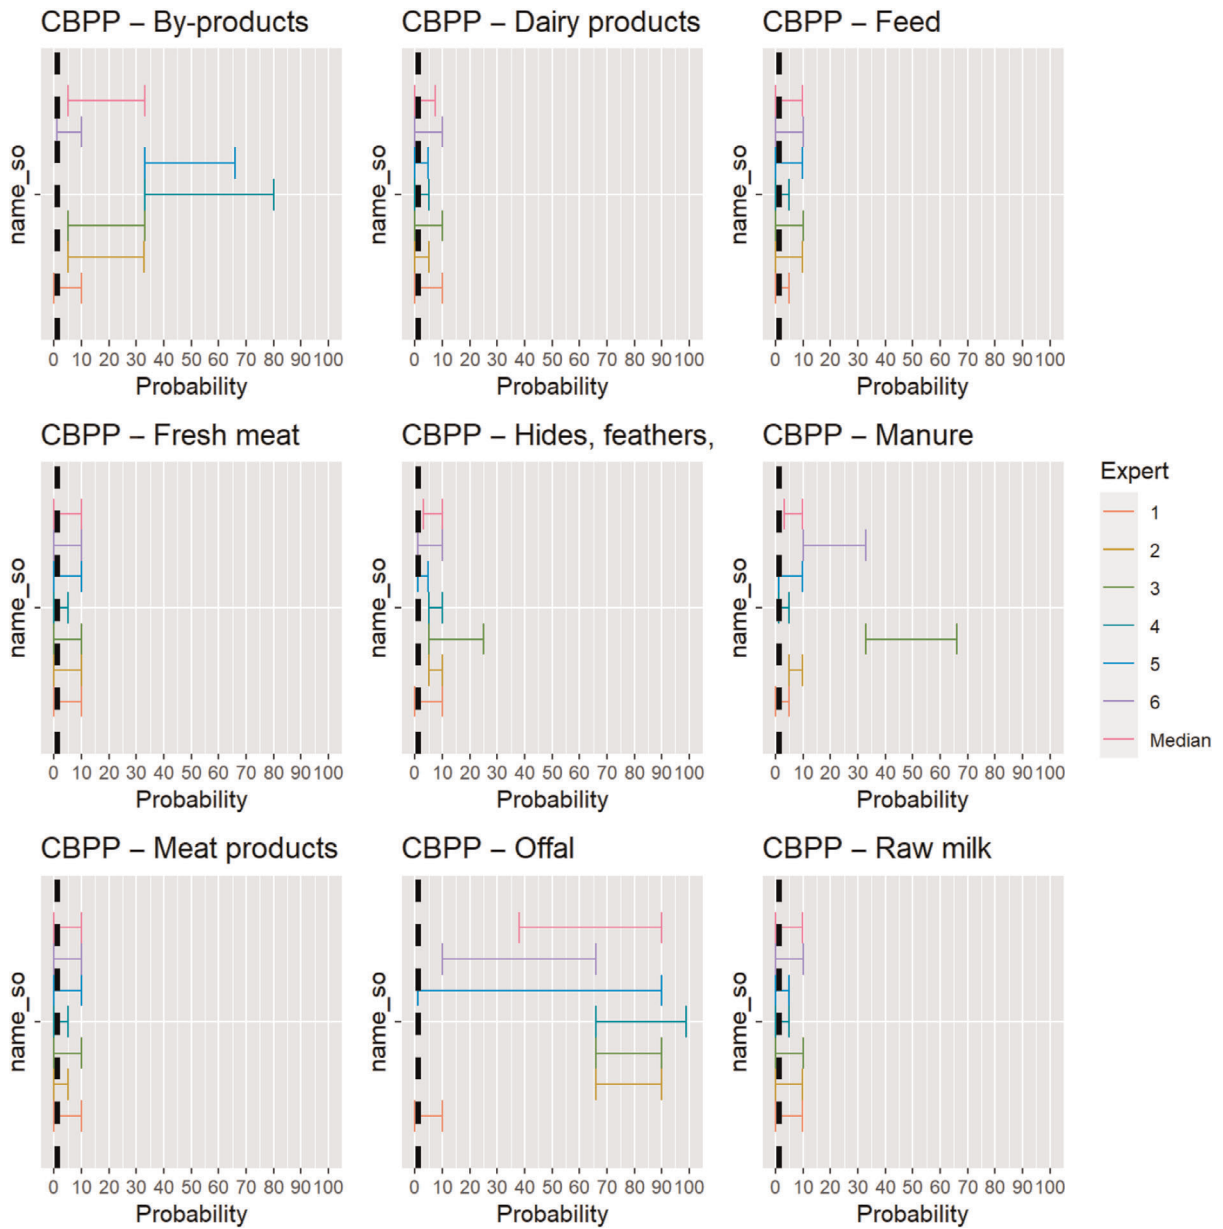 CBPP – By-products
CBPP – Dairy products
CBPP – Feed
name_so
name_so
name_so
0 10 20 30 40 50 60 70 80 90 100
0 10 20 30 40 50 60 70 80 90 100
0 10 20 30 40 50 60 70 80 90 100
Probability
Probability
Probability
CBPP – Fresh meat
CBPP – Hides, feathers,
CBPP – Manure
name_so
name_so
name_so
0 10 20 30 40 50 60 70 80 90 100
0 10 20 30 40 50 60 70 80 90 100
0 10 20 30 40 50 60 70 80 90 100
Probability
Probability
Probability
Expert
1
2
3
4
5
6
Median
CBPP – Meat products
CBPP – Offal
CBPP – Raw milk
name_so
name_so
name_so
0 10 20 30 40 50 60 70 80 90 100
0 10 20 30 40 50 60 70 80 90 100
0 10 20 30 40 50 60 70 80 90 100
Probability
Probability
Probability